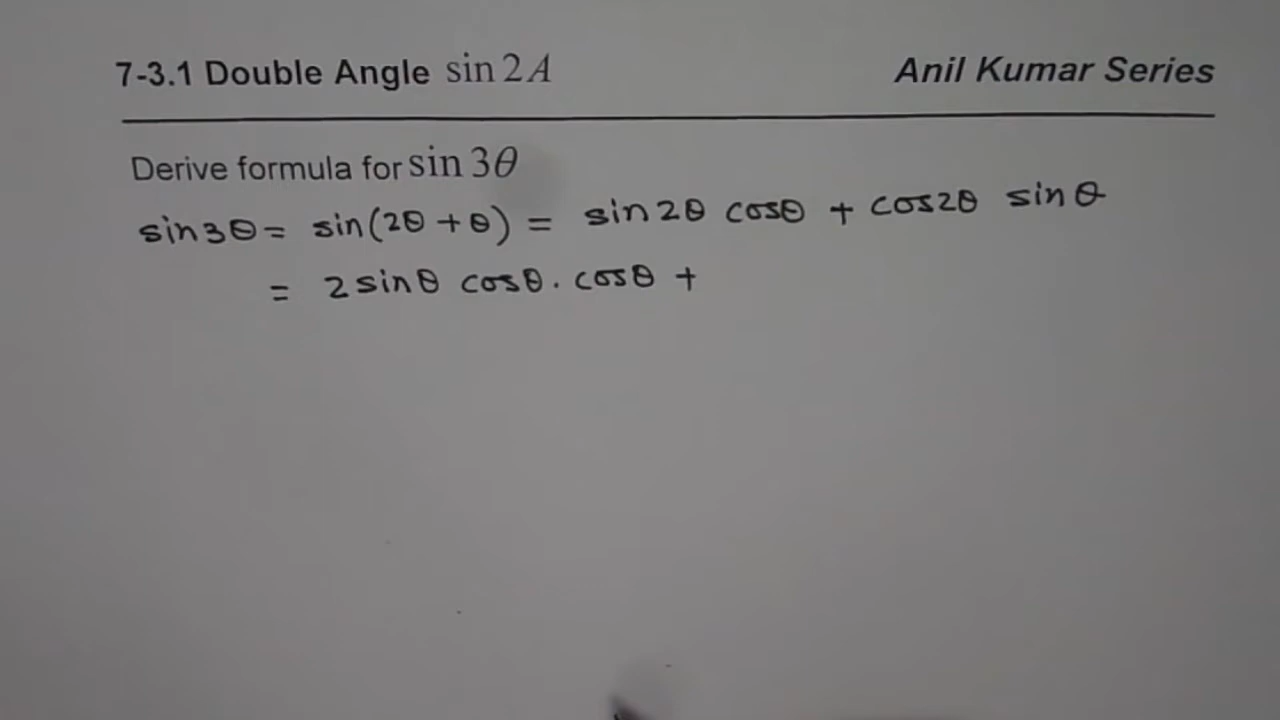 7-3.1 Double Angle sin 2A Anil Kumar Series
Derive formula for sin 3θ
sin3θ = sin(2θ + θ) = sin2θ cosθ + cos2θ sinθ
= 2sinθ cosθ . cosθ +